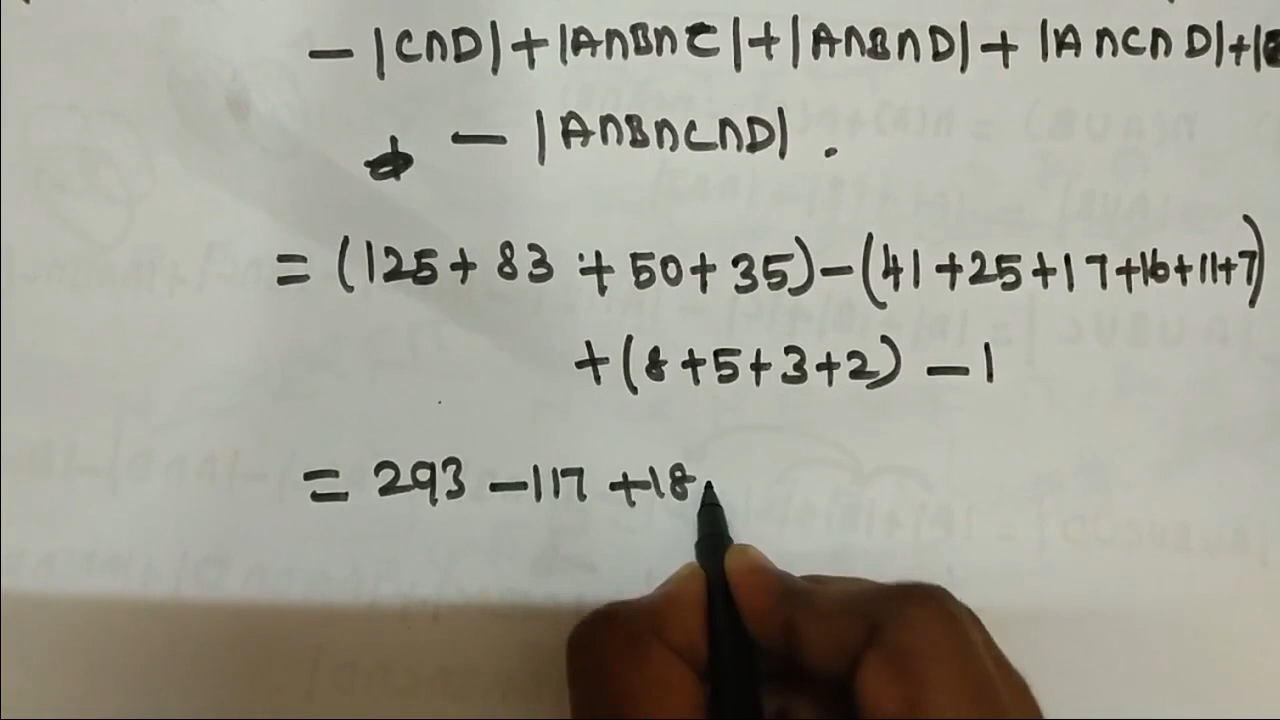 − |C∩D| + |A∩B∩C| + |A∩B∩D| + |A∩C∩D| + |
− |A∩B∩C∩D| .
= (125 + 83 + 50 + 35) − (41 + 25 + 17 + 16 + 11 + 7)
+ (8 + 5 + 3 + 2) − 1
= 293 − 117 + 18